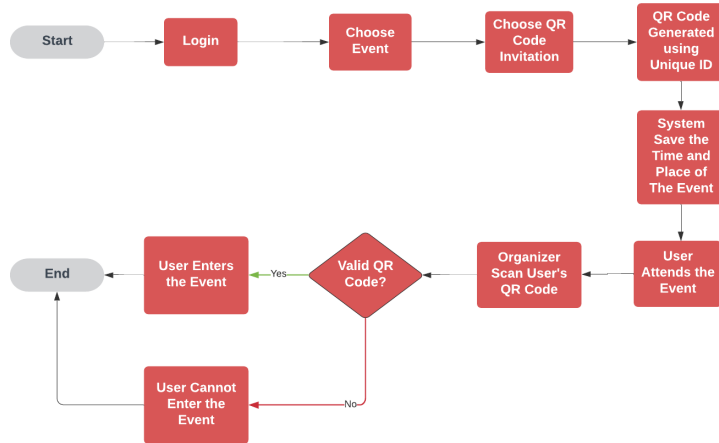 Start
Login
Choose
Event
Choose QR
Code
Invitation
QR Code
Generated
using
Unique ID
System
Save the
Time and
Place of
The Event
User
Attends the
Event
Organizer
Scan User's
QR Code
Valid QR
Code?
Yes
User Enters
the Event
End
No
User Cannot
Enter the
Event